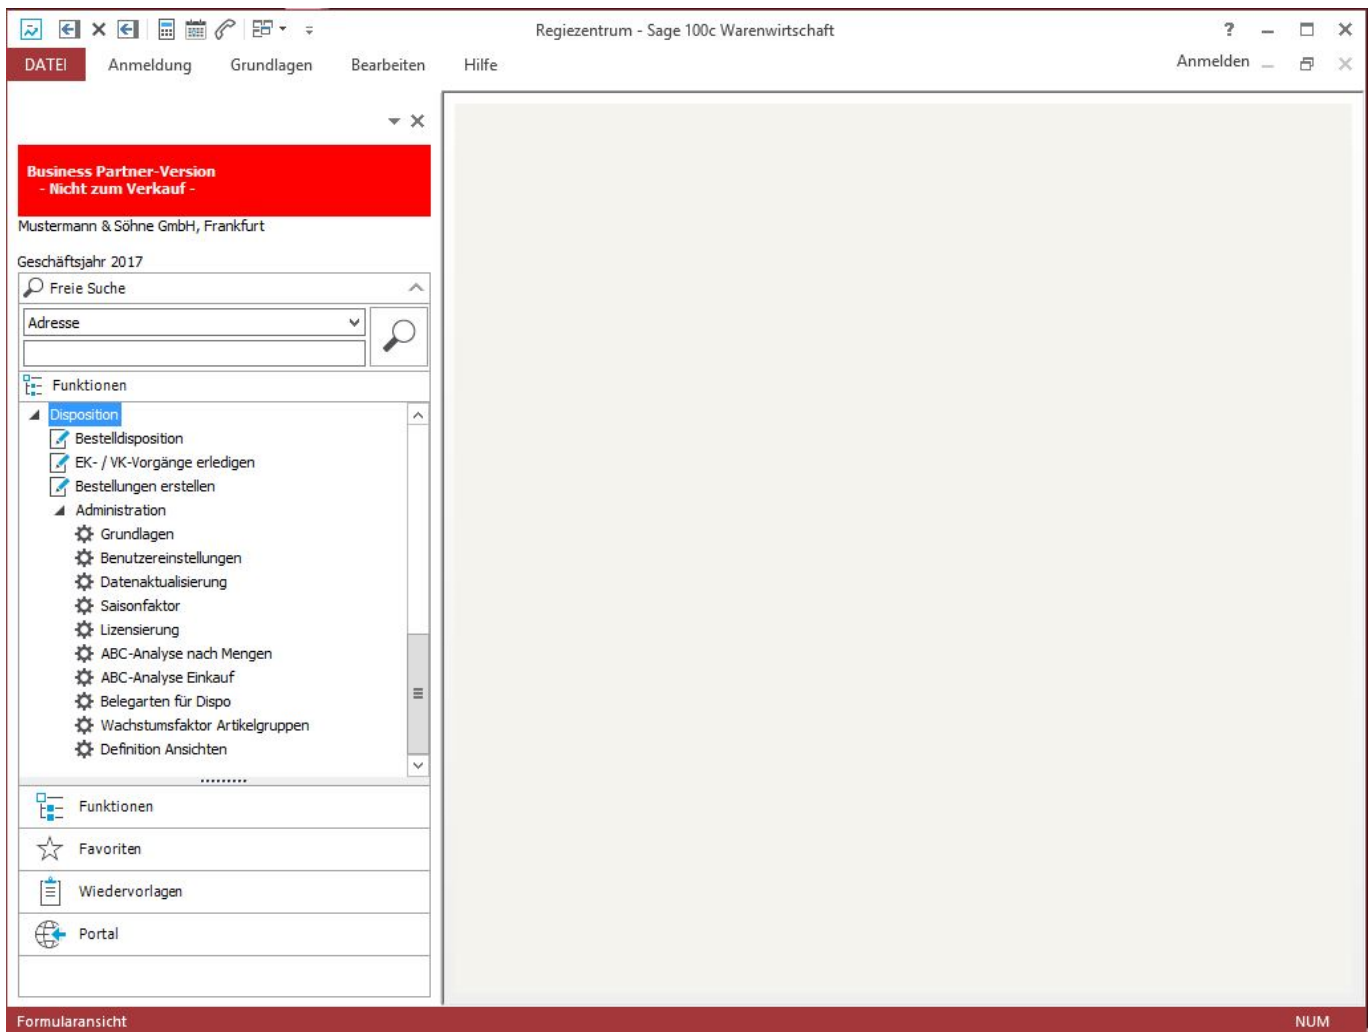 Regiezentrum - Sage 100c Warenwirtschaft
?
DATEI Anmeldung Grundlagen Bearbeiten Hilfe Anmelden
Business Partner-Version
- Nicht zum Verkauf -
Mustermann & Söhne GmbH, Frankfurt
Geschäftsjahr 2017
Freie Suche
Adresse
Funktionen
Disposition
Bestelldisposition
EK- / VK-Vorgänge erledigen
Bestellungen erstellen
Administration
Grundlagen
Benutzereinstellungen
Datenaktualisierung
Saisonfaktor
Lizensierung
ABC-Analyse nach Mengen
ABC-Analyse Einkauf
Belegarten für Dispo
Wachstumsfaktor Artikelgruppen
Definition Ansichten
Funktionen
Favoriten
Wiedervorlagen
Portal
Formularansicht NUM